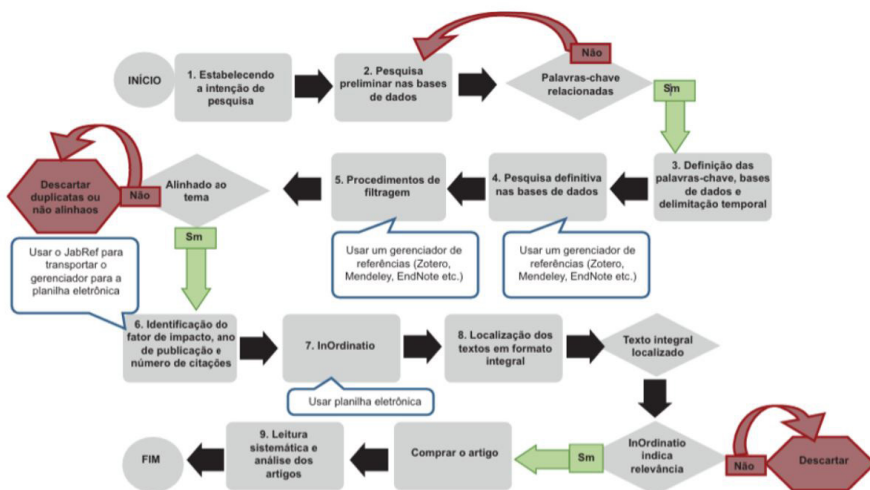 INÍCIO
1. Estabelecendo
a intenção de
pesquisa
2. Pesquisa
preliminar nas bases
de dados
Não
Palavras-chave
relacionadas
Sm
3. Definição das
palavras-chave, bases
de dados e
delimitação temporal
4. Pesquisa definitiva
nas bases de dados
5. Procedimentos de
filtragem
Alinhado ao
tema
Não
Descartar
duplicatas ou
não alinhaos
Sm
Usar um gerenciador de
referências (Zotero,
Mendeley, EndNote etc.)
Usar um gerenciador de
referências (Zotero,
Mendeley, EndNote etc.)
Usar o JabRef para
transportar o
gerenciador para a
planilha eletrônica
6. Identificação do
fator de impacto, ano
de publicação e
número de citações
7. InOrdinatio
8. Localização dos
textos em formato
integral
Texto integral
localizado
Usar planilha eletrônica
InOrdinatio
indica
relevância
Não
Descartar
Sm
Comprar o artigo
9. Leitura
sistemática e
análise dos
artigos
FIM